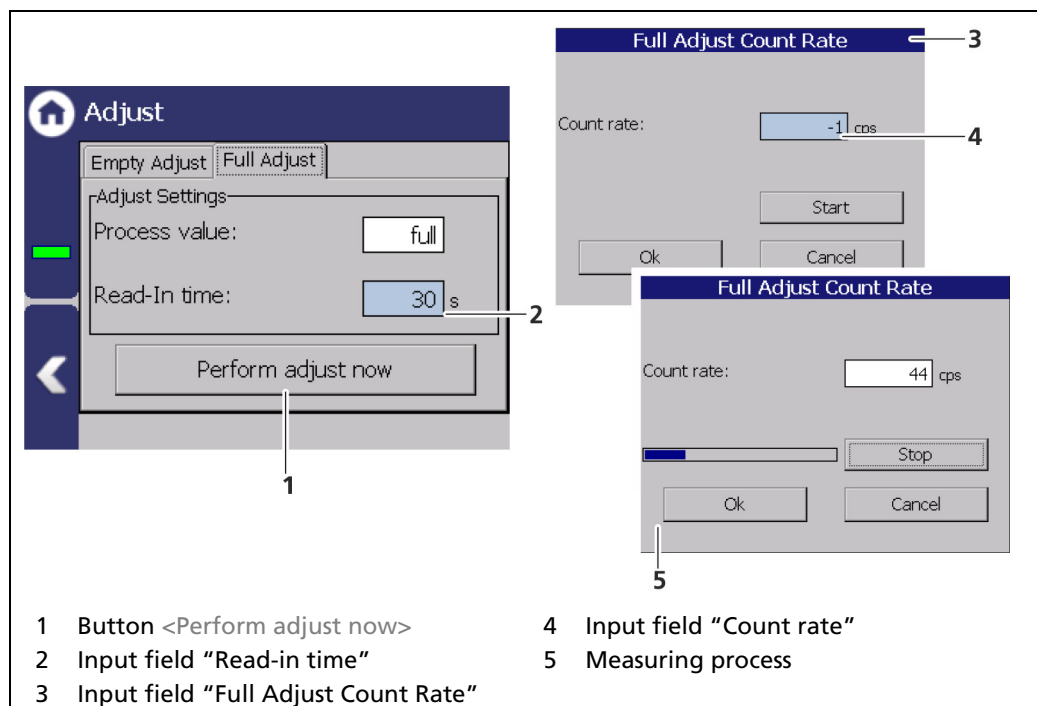 Full Adjust Count Rate
3
Adjust
Count rate:
-1 cps
4
Empty Adjust
Full Adjust
Adjust Settings
Process value:
full
Start
Ok
Cancel
Read-In time:
30 s
2
Full Adjust Count Rate
Perform adjust now
Count rate:
44 cps
Stop
1
Ok
Cancel
5
1 Button <Perform adjust now>
2 Input field “Read-in time”
3 Input field “Full Adjust Count Rate”
4 Input field “Count rate”
5 Measuring process